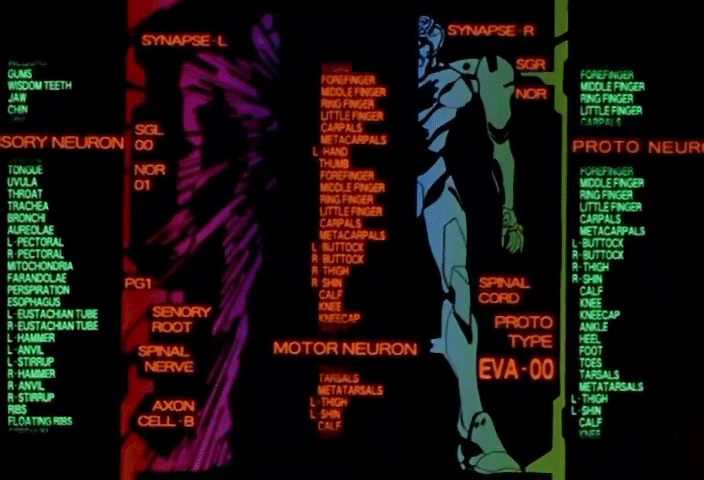 GUMS
WISDOM TEETH
JAW
CHIN
SORY NEURON
TONGUE
UVULA
THROAT
TRACHEA
BRONCHI
AUREOLAE
L-PECTORAL
R-PECTORAL
MITOCHONDRIA
FARANDOLAE
PERSPIRATION
ESOPHAGUS
L-EUSTACHIAN TUBE
R-EUSTACHIAN TUBE
L-HAMMER
L-ANVIL
L-STIRRUP
R-HAMMER
R-ANVIL
R-STIRRUP
RIBS
FLOATING RIBS
SYNAPSE-L
SGL
00
NOR
01
PG1
SENORY
ROOT
SPINAL
NERVE
AXON
CELL-B
FOREFINGER
MIDDLE FINGER
RING FINGER
LITTLE FINGER
CARPALS
METACARPALS
L-HAND
THUMB
FOREFINGER
MIDDLE FINGER
RING FINGER
LITTLE FINGER
CARPALS
METACARPALS
L-BUTTOCK
R-BUTTOCK
R-THIGH
R-SHIN
CALF
KNEE
KNEECAP
MOTOR NEURON
TARSALS
METATARSALS
L-THIGH
L-SHIN
CALF
SYNAPSE-R
SGR
NOR
SPINAL
CORD
PROTO
TYPE
EVA-00
FOREFINGER
MIDDLE FINGER
RING FINGER
LITTLE FINGER
CARPALS
PROTO NEURO
FOREFINGER
MIDDLE FINGER
RING FINGER
LITTLE FINGER
CARPALS
METACARPALS
L-BUTTOCK
R-BUTTOCK
R-THIGH
R-SHIN
CALF
KNEE
KNEECAP
ANKLE
HEEL
FOOT
TOES
TARSALS
METATARSALS
L-THIGH
L-SHIN
CALF
KNEE